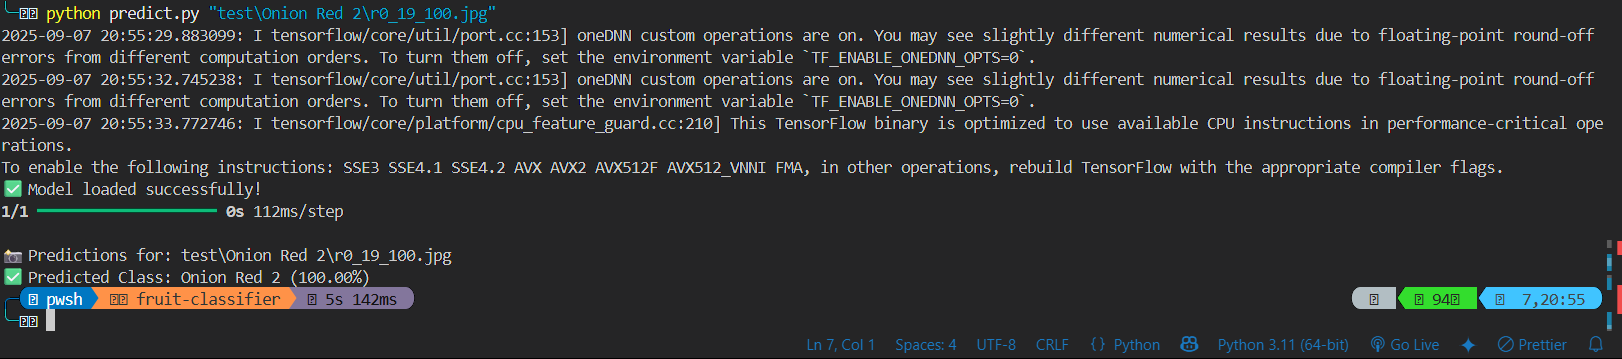 python predict.py "test\Onion Red 2\r0_19_100.jpg"
2025-09-07 20:55:29.883099: I tensorflow/core/util/port.cc:153] oneDNN custom operations are on. You may see slightly different numerical results due to floating-point round-off
errors from different computation orders. To turn them off, set the environment variable `TF_ENABLE_ONEDNN_OPTS=0`.
2025-09-07 20:55:32.745238: I tensorflow/core/util/port.cc:153] oneDNN custom operations are on. You may see slightly different numerical results due to floating-point round-off
errors from different computation orders. To turn them off, set the environment variable `TF_ENABLE_ONEDNN_OPTS=0`.
2025-09-07 20:55:33.772746: I tensorflow/core/platform/cpu_feature_guard.cc:210] This TensorFlow binary is optimized to use available CPU instructions in performance-critical ope
rations.
To enable the following instructions: SSE3 SSE4.1 SSE4.2 AVX AVX2 AVX512F AVX512_VNNI FMA, in other operations, rebuild TensorFlow with the appropriate compiler flags.
✅ Model loaded successfully!
1/1 ━━━━━━━━━━━━━━━━━━━━ 0s 112ms/step
📸 Predictions for: test\Onion Red 2\r0_19_100.jpg
✅ Predicted Class: Onion Red 2 (100.00%)
pwsh fruit-classifier 5s 142ms 94 7,20:55
Ln 7, Col 1 Spaces: 4 UTF-8 CRLF {} Python Python 3.11 (64-bit) Go Live Prettier